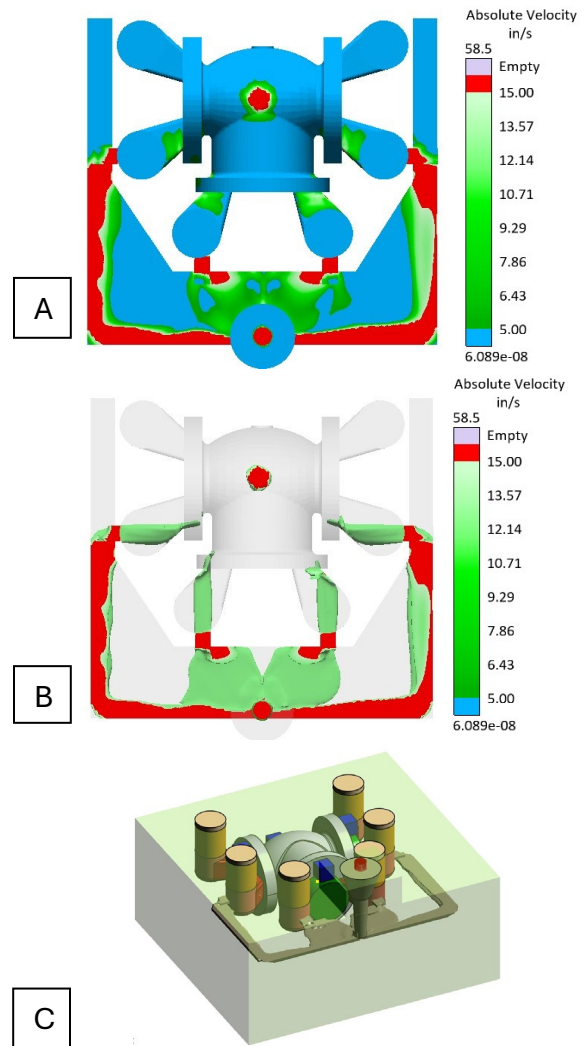 Absolute Velocity
in/s
58.5
Empty
15.00
13.57
12.14
10.71
9.29
7.86
6.43
5.00
6.089e-08
A
Absolute Velocity
in/s
58.5
Empty
15.00
13.57
12.14
10.71
9.29
7.86
6.43
5.00
6.089e-08
B
C